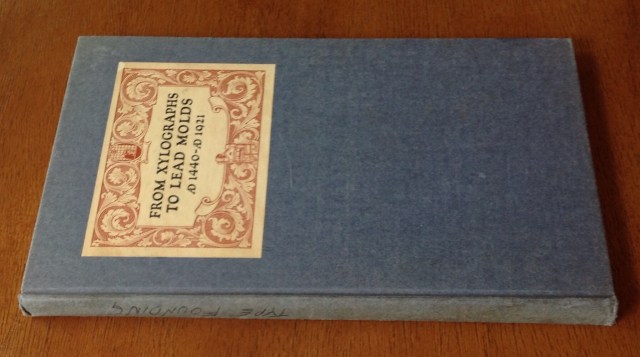 FROM XYLOGRAPHS
TO LEAD MOLDS
AD 1440–AD 1921
TYPE FOUNDING